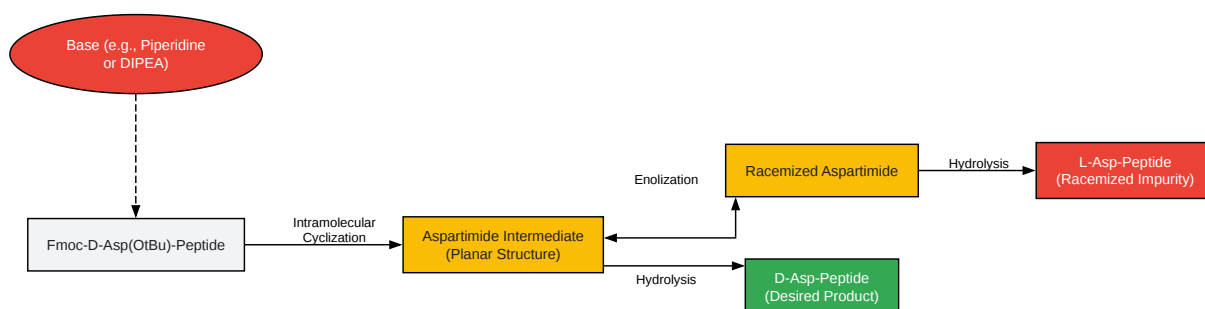 Base (e.g., Piperidine
or DIPEA)
Fmoc-D-Asp(OtBu)-Peptide
Intramolecular
Cyclization
Aspartimide Intermediate
(Planar Structure)
Enolization
Racemized Aspartimide
Hydrolysis
L-Asp-Peptide
(Racemized Impurity)
Hydrolysis
D-Asp-Peptide
(Desired Product)